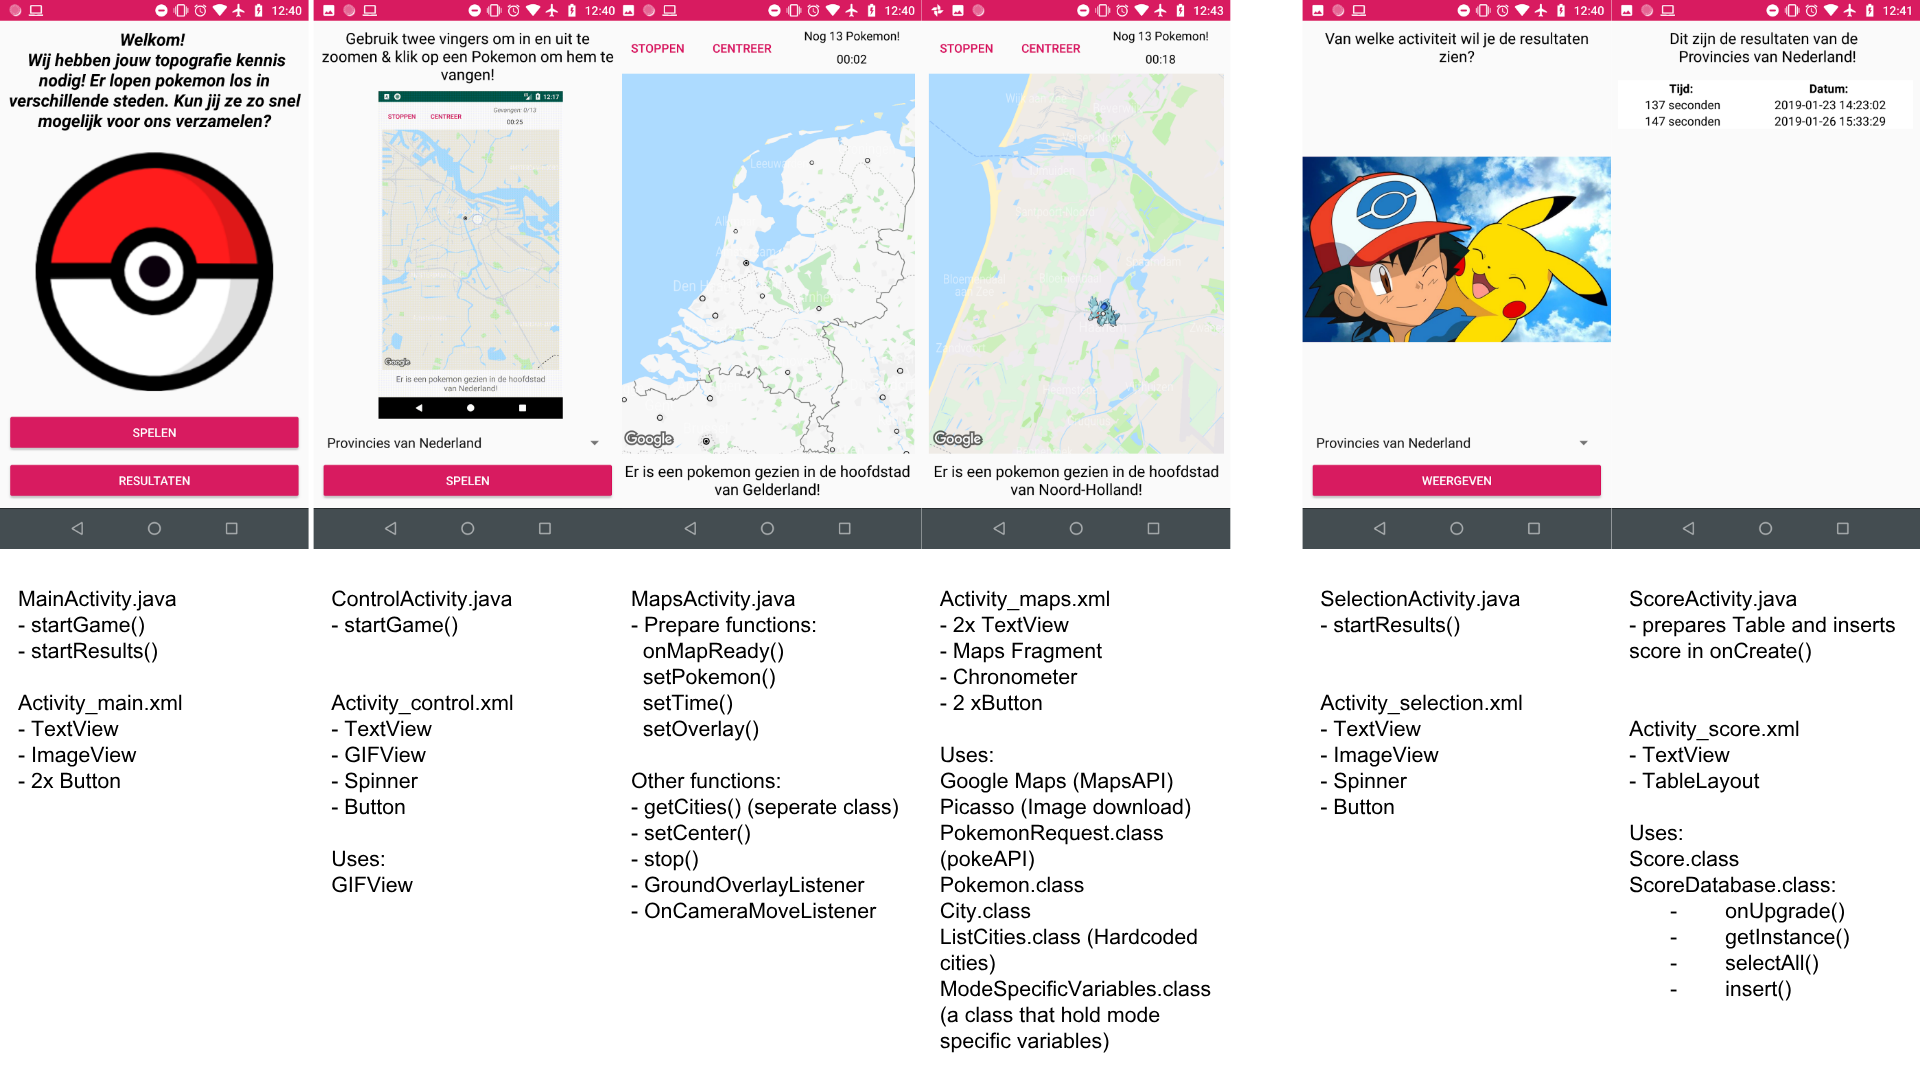 12:40
Welkom!
Wij hebben jouw topografie kennis
nodig! Er lopen pokemon los in
verschillende steden. Kun jij ze zo snel
mogelijk voor ons verzamelen?
SPELEN
RESULTATEN
12:40
Gebruik twee vingers om in en uit te
zoomen & klik op een Pokemon om hem te
vangen!
12:17
STOPPEN CENTREER Gevangen: 0/13
00:25
Google
Er is een pokemon gezien in de hoofdstad
van Nederland!
Provincies van Nederland
SPELEN
12:40
STOPPEN CENTREER Nog 13 Pokemon!
00:02
Google
Er is een pokemon gezien in de hoofdstad
van Gelderland!
12:43
STOPPEN CENTREER Nog 13 Pokemon!
00:18
Google
Er is een pokemon gezien in de hoofdstad
van Noord-Holland!
12:40
Van welke activiteit wil je de resultaten
zien?
Provincies van Nederland
WEERGEVEN
12:41
Dit zijn de resultaten van de
Provincies van Nederland!
Tijd: Datum:
137 seconden 2019-01-23 14:23:02
147 seconden 2019-01-26 15:33:29
MainActivity.java
- startGame()
- startResults()
Activity_main.xml
- TextView
- ImageView
- 2x Button
ControlActivity.java
- startGame()
Activity_control.xml
- TextView
- GIFView
- Spinner
- Button
Uses:
GIFView
MapsActivity.java
- Prepare functions:
onMapReady()
setPokemon()
setTime()
setOverlay()
Other functions:
- getCities() (seperate class)
- setCenter()
- stop()
- GroundOverlayListener
- OnCameraMoveListener
Activity_maps.xml
- 2x TextView
- Maps Fragment
- Chronometer
- 2 xButton
Uses:
Google Maps (MapsAPI)
Picasso (Image download)
PokemonRequest.class
(pokeAPI)
Pokemon.class
City.class
ListCities.class (Hardcoded
cities)
ModeSpecificVariables.class
(a class that hold mode
specific variables)
SelectionActivity.java
- startResults()
Activity_selection.xml
- TextView
- ImageView
- Spinner
- Button
ScoreActivity.java
- prepares Table and inserts
score in onCreate()
Activity_score.xml
- TextView
- TableLayout
Uses:
Score.class
ScoreDatabase.class:
- onUpgrade()
- getInstance()
- selectAll()
- insert()